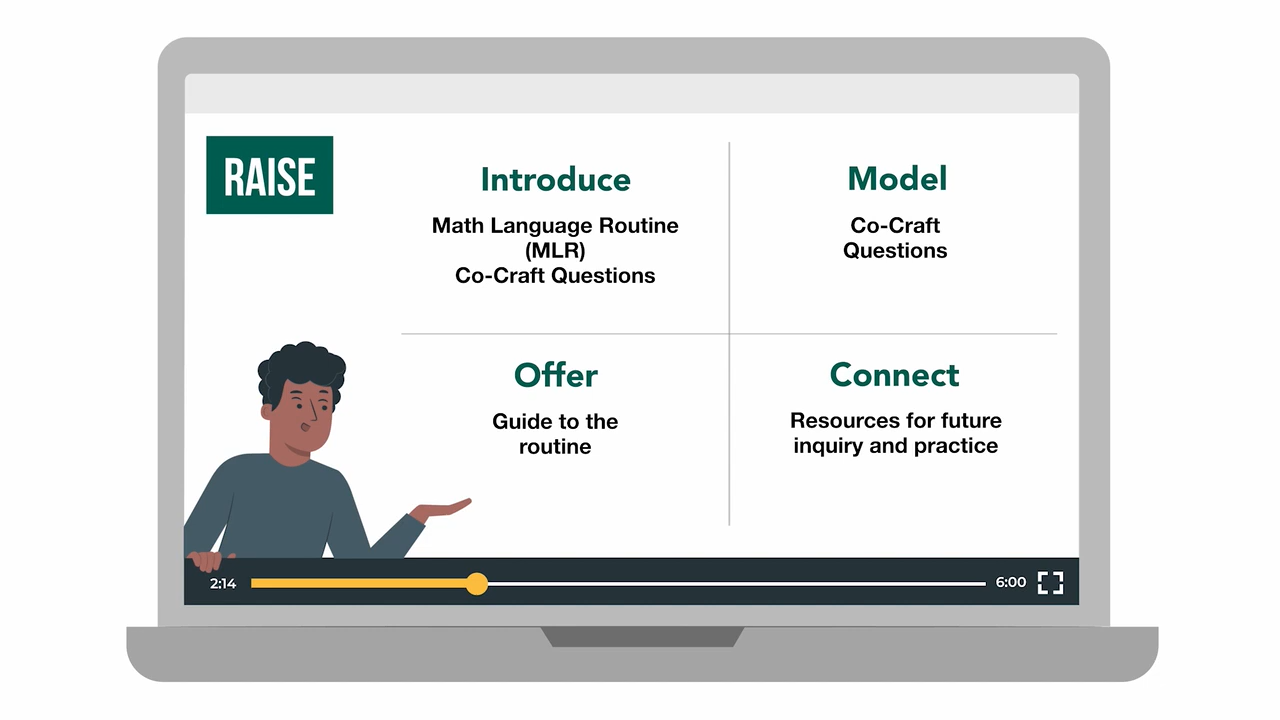 RAISE
Introduce
Math Language Routine
(MLR)
Co-Craft Questions
Model
Co-Craft
Questions
Offer
Guide to the
routine
Connect
Resources for future
inquiry and practice
2:14
6:00